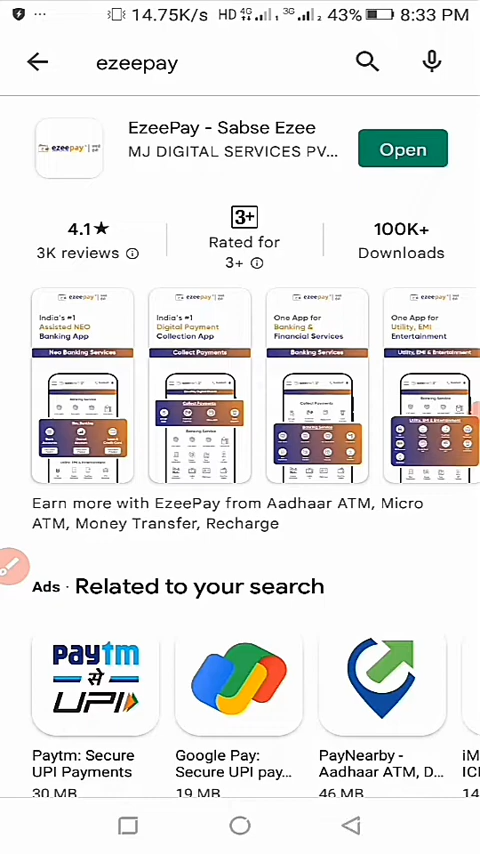 14.75K/s HD 4G 1 3G 2 43% 8:33 PM
ezeepay
EzeePay - Sabse Ezee
ezeepay
MJ DIGITAL SERVICES PV...
Open
4.1★
3K reviews
3+
Rated for
3+
100K+
Downloads
ezeepay
India's #1
Assisted NEO
Banking App
Neo Banking Services
ezeepay
India's #1
Digital Payment
Collection App
Collect Payments
ezeepay
One App for
Banking &
Financial Services
Banking Services
ezeepay
One App for
Utility, EMI
Entertainment
Utility, EMI & Entertainment
Earn more with EzeePay from Aadhaar ATM, Micro
ATM, Money Transfer, Recharge
Ads · Related to your search
paytm
से
UPI
Paytm: Secure
UPI Payments
30 MB
Google Pay:
Secure UPI pay...
19 MB
PayNearby -
Aadhaar ATM, D...
46 MB
iM
ICI
14